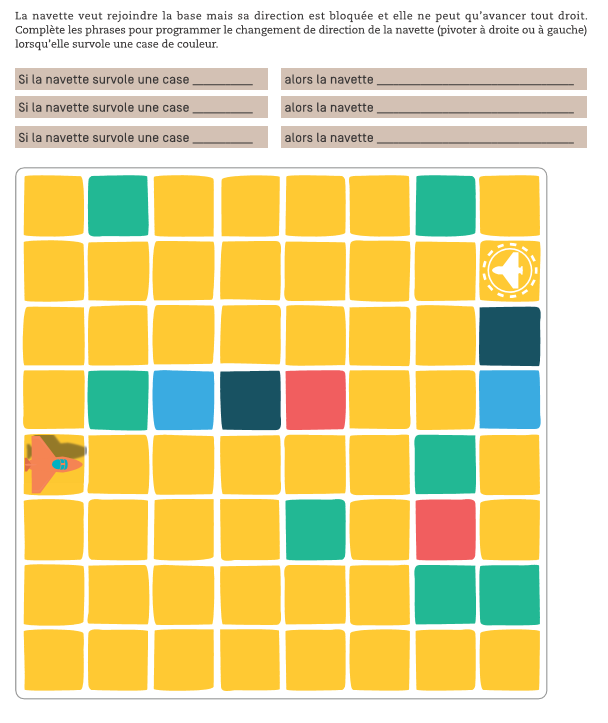 La navette veut rejoindre la base mais sa direction est bloquée et elle ne peut qu'avancer tout droit.
Complète les phrases pour programmer le changement de direction de la navette (pivoter à droite ou à gauche)
lorsqu'elle survole une case de couleur.
Si la navette survole une case __________ alors la navette ______________________________
Si la navette survole une case __________ alors la navette ______________________________
Si la navette survole une case __________ alors la navette ______________________________